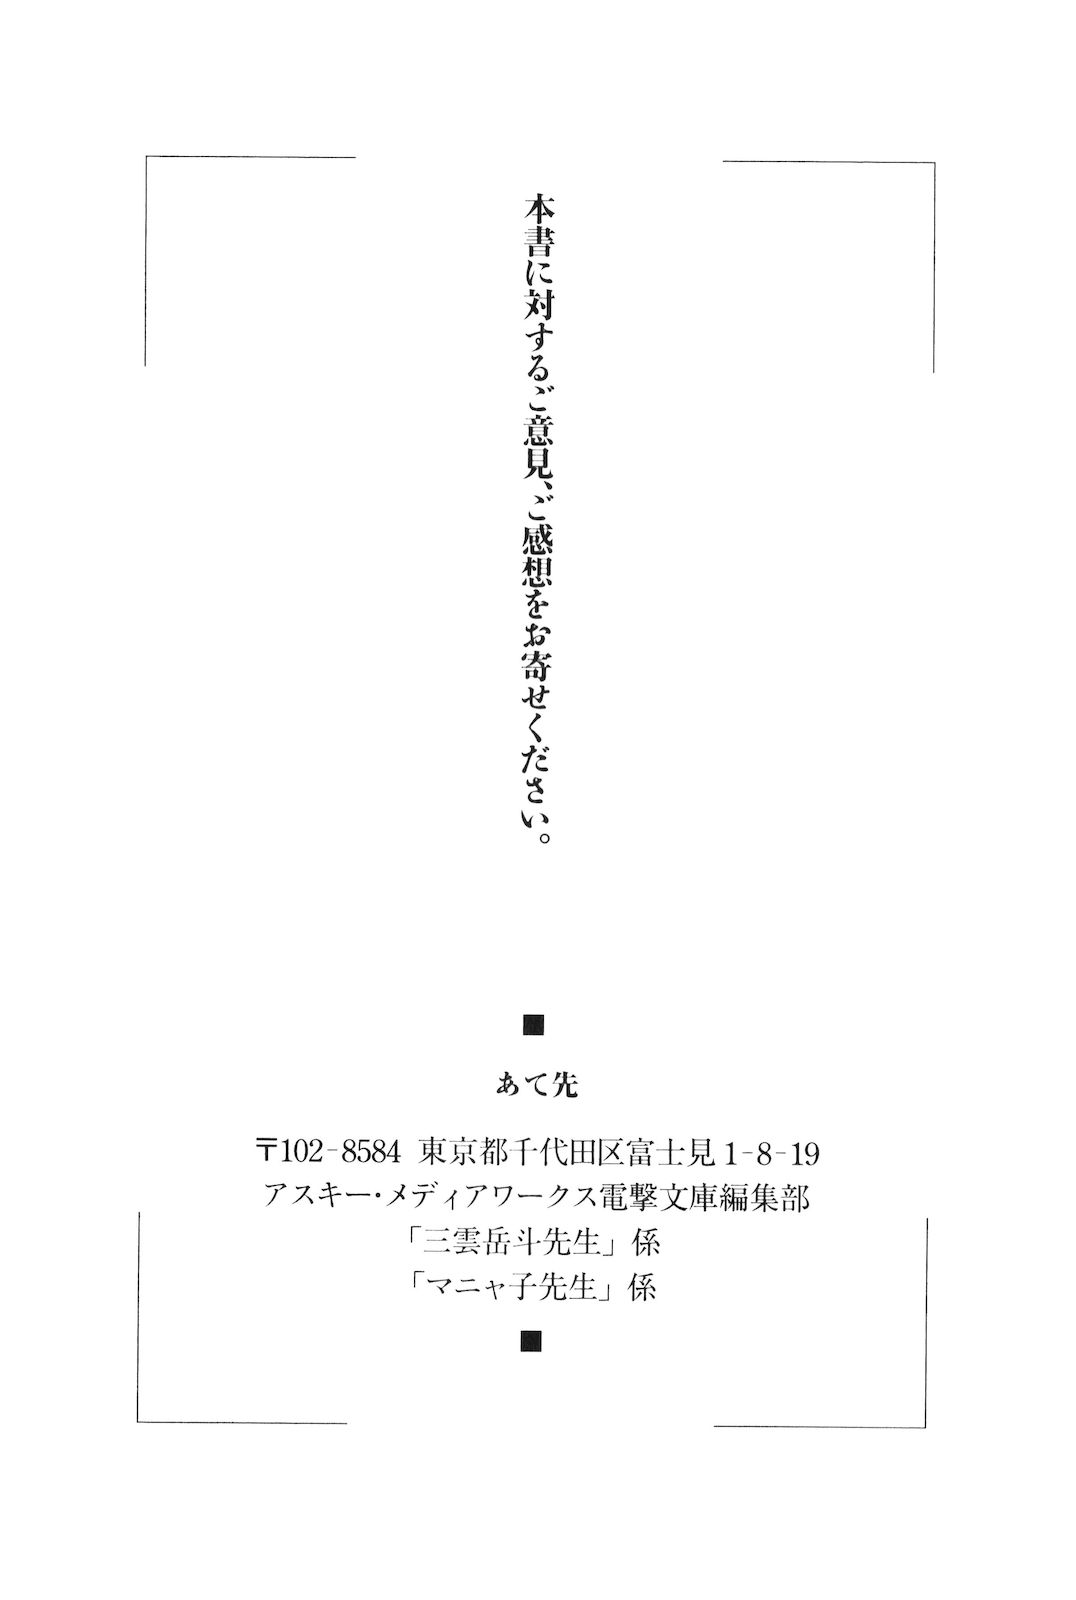 本書に対するご意見、ご感想をお寄せください。
■
あて先
〒102-8584 東京都千代田区富士見1-8-19
アスキー・メディアワークス電撃文庫編集部
「三雲岳斗先生」係
「マニャ子先生」係
■